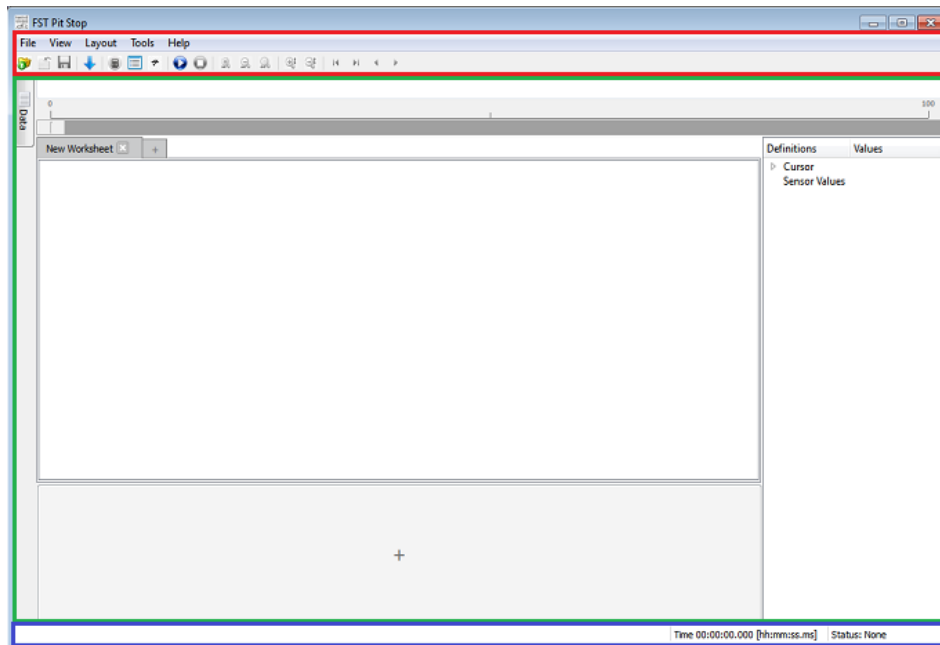 FST Pit Stop
File View Layout Tools Help
Data
0 100
New Worksheet +
Definitions Values
Cursor
Sensor Values
+
Time 00:00:00.000 [hh:mm:ss.ms] Status: None